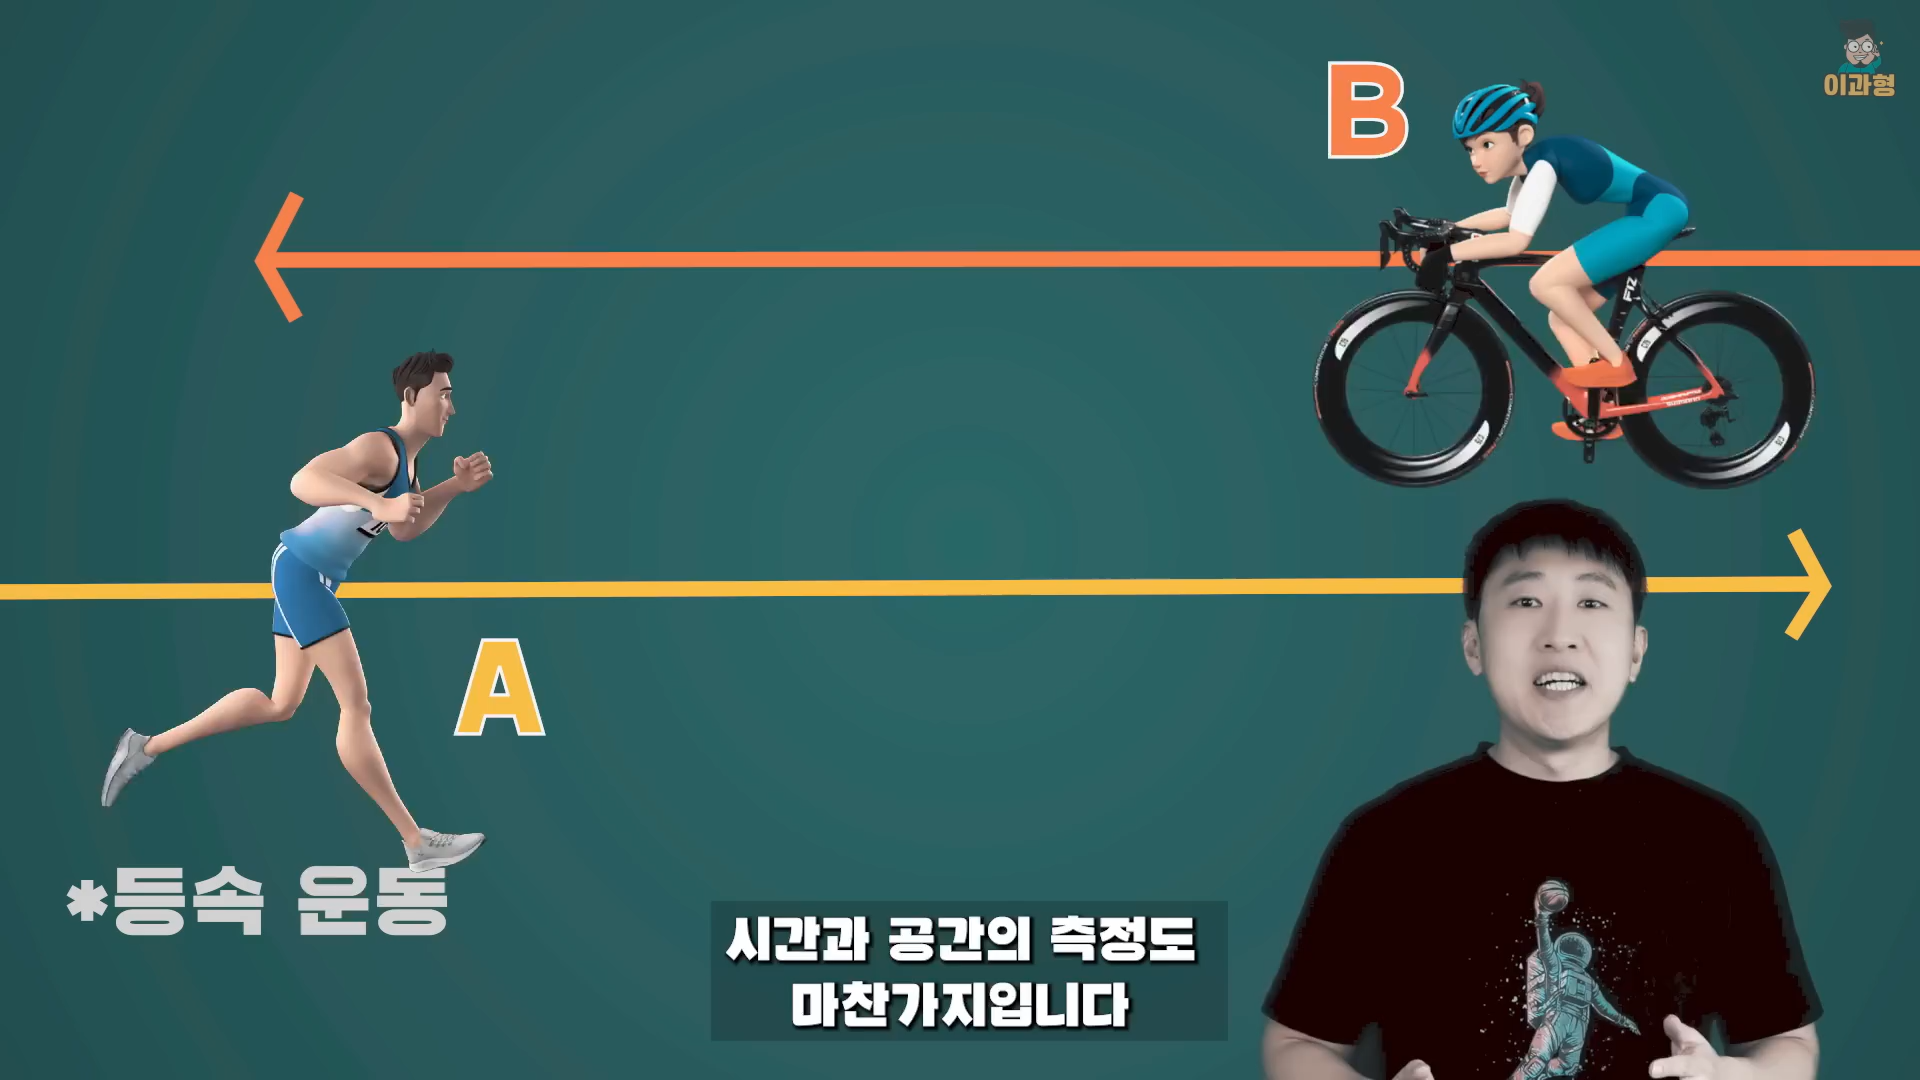 B
이과형
A
*등속 운동
시간과 공간의 측정도
마찬가지입니다